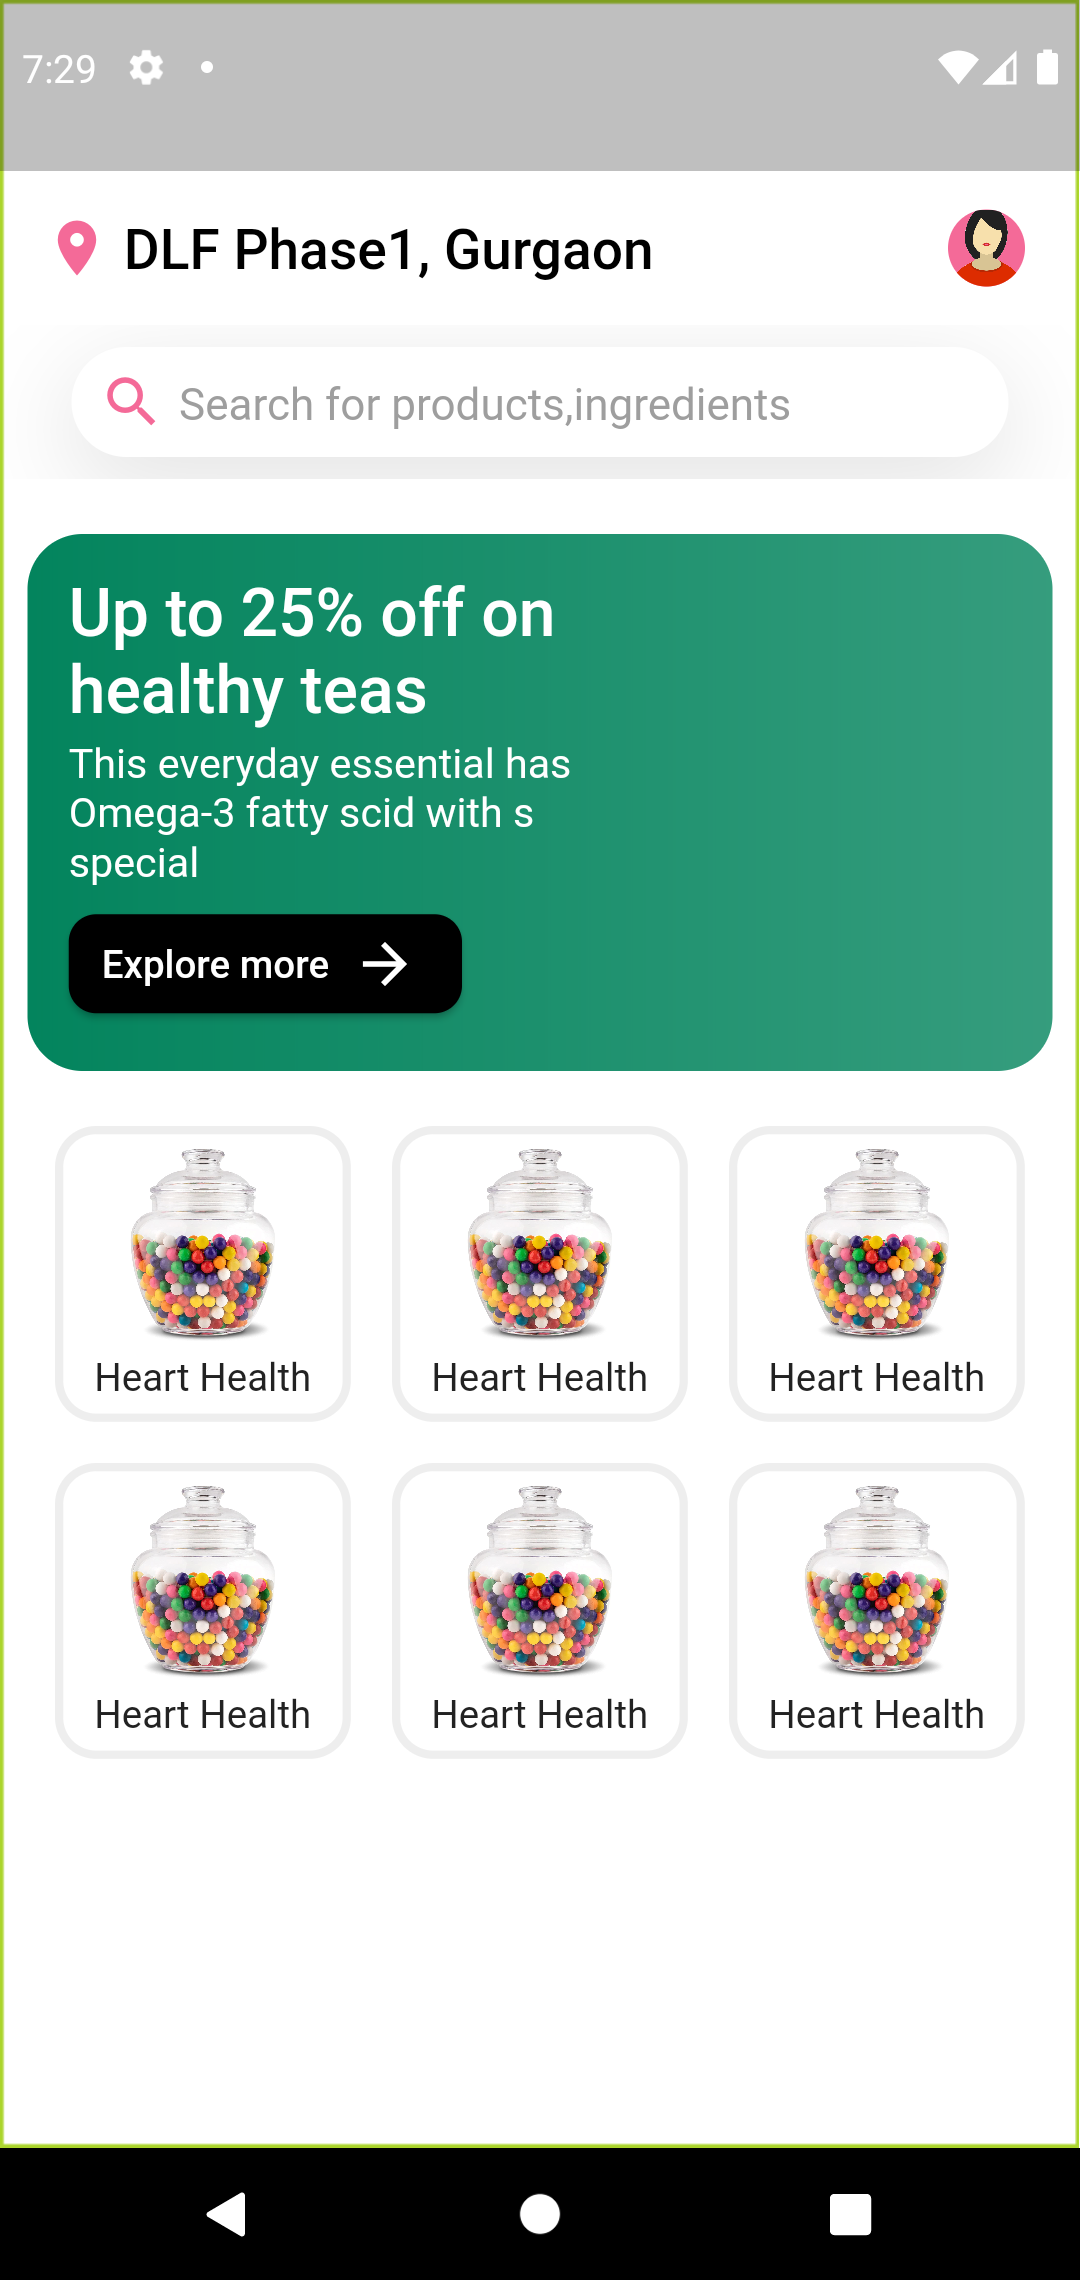 7:29
DLF Phase1, Gurgaon
Search for products,ingredients
Up to 25% off on
healthy teas
This everyday essential has
Omega-3 fatty scid with s
special
Explore more
Heart Health Heart Health Heart Health
Heart Health Heart Health Heart Health